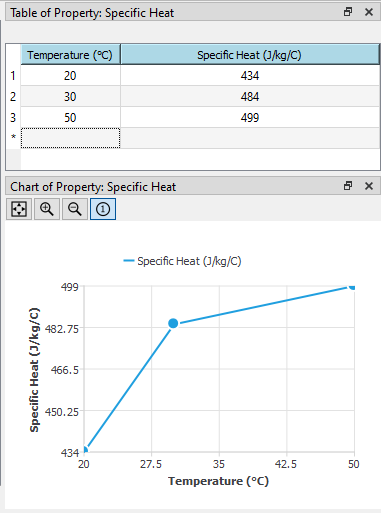 Table of Property: Specific Heat
Temperature (°C) Specific Heat (J/kg/C)
1 20 434
2 30 484
3 50 499
*
Chart of Property: Specific Heat
Specific Heat (J/kg/C)
499
482.75
466.5
450.25
434
Specific Heat (J/kg/C)
20 27.5 35 42.5 50
Temperature (°C)